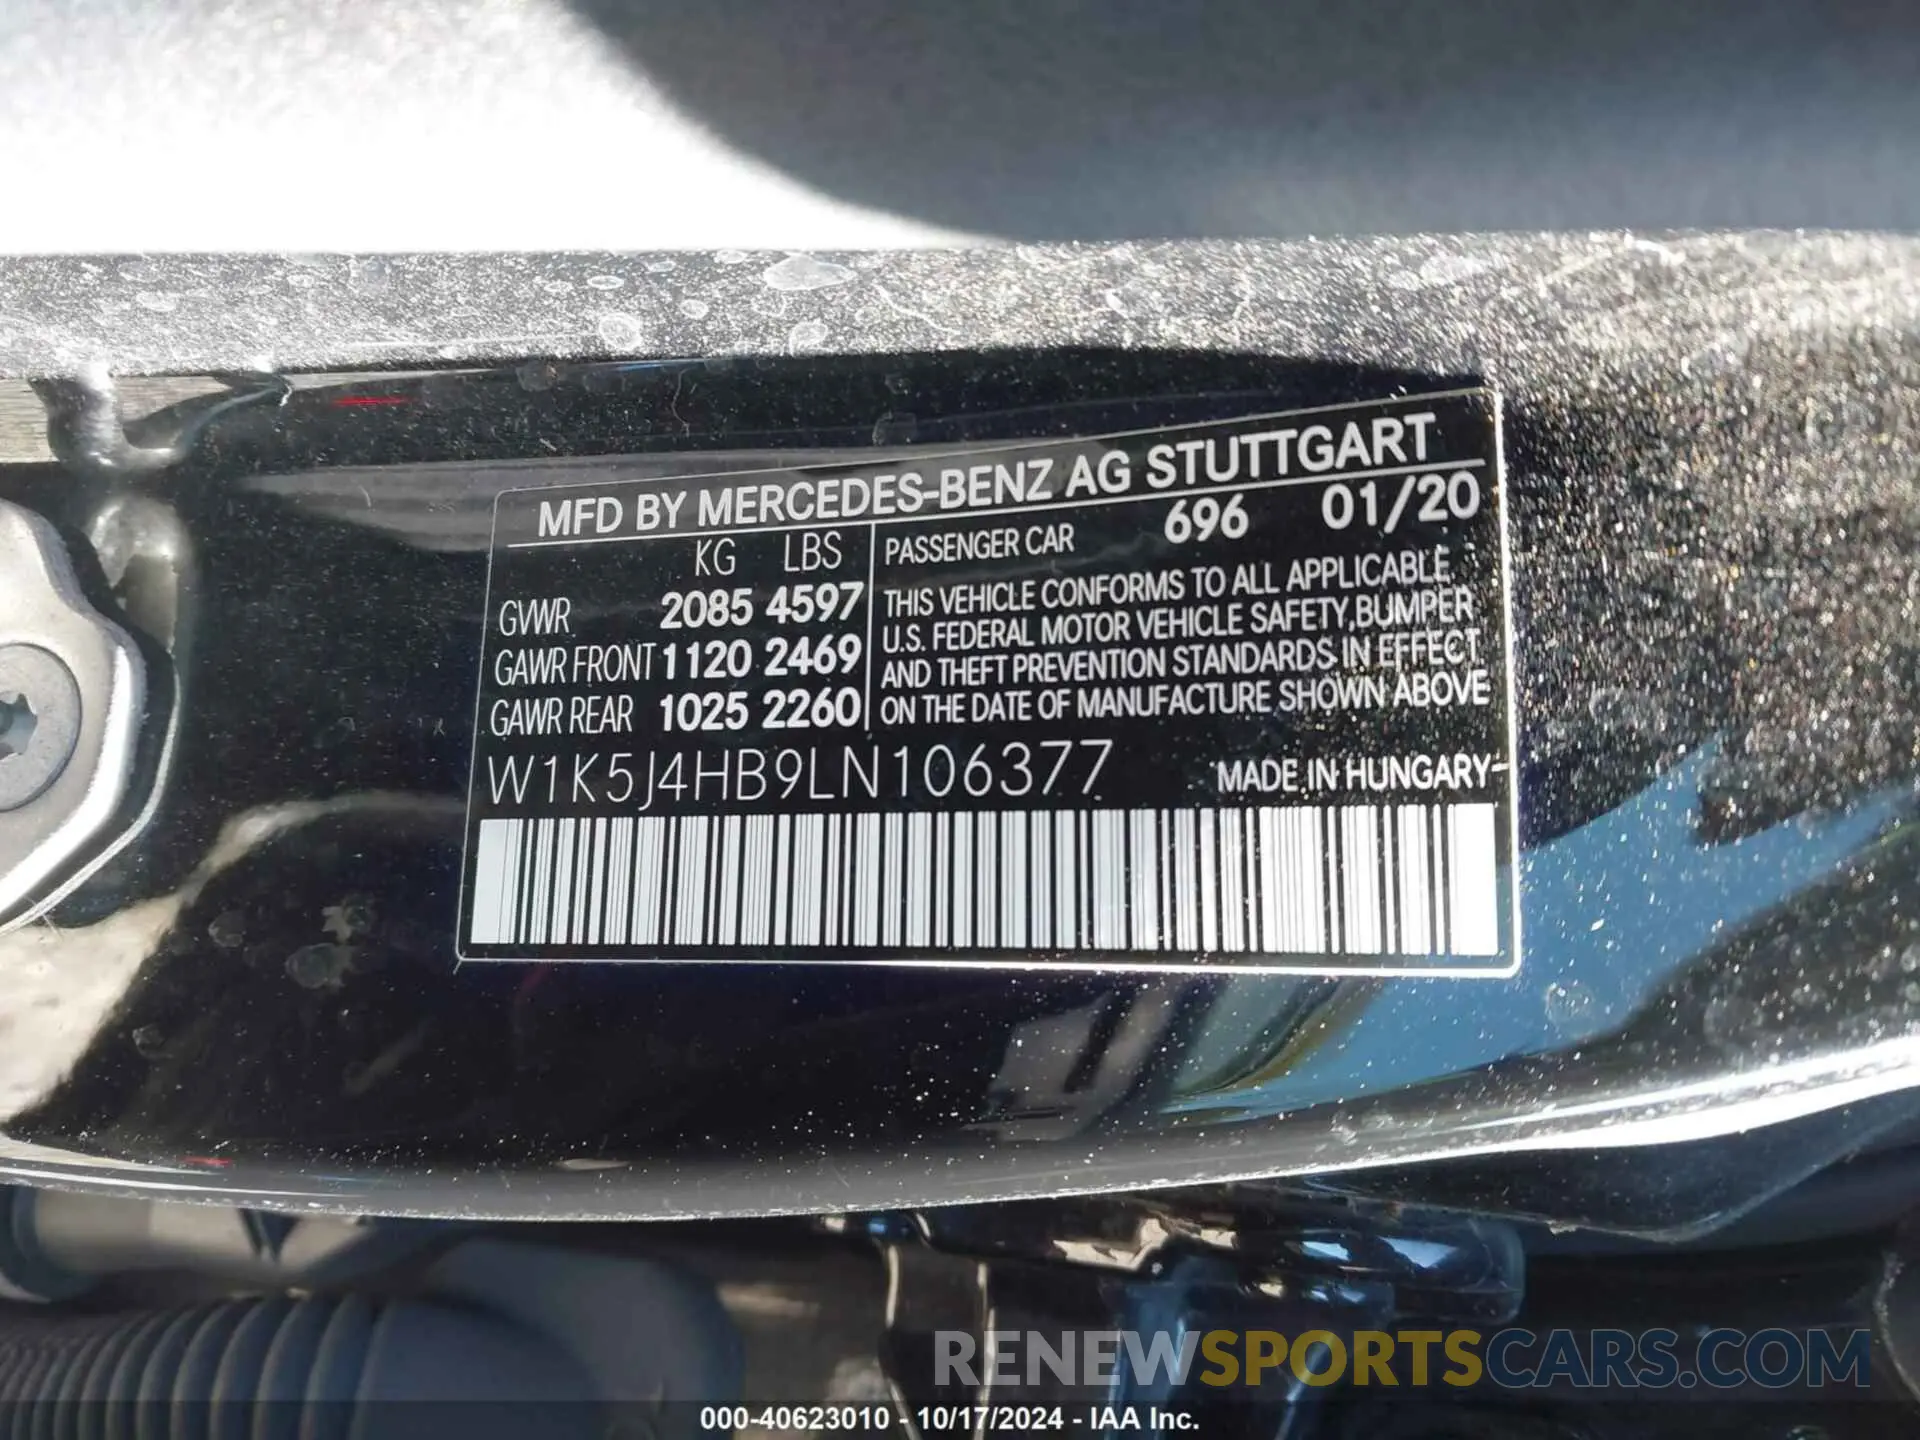 MFD BY MERCEDES-BENZ AG STUTTGART
KG LBS
PASSENGER CAR 696 01/20
GVWR 2085 4597
GAWR FRONT 1120 2469
GAWR REAR 1025 2260
THIS VEHICLE CONFORMS TO ALL APPLICABLE
U.S. FEDERAL MOTOR VEHICLE SAFETY, BUMPER
AND THEFT PREVENTION STANDARDS IN EFFECT
ON THE DATE OF MANUFACTURE SHOWN ABOVE
W1K5J4HB9LN106377
MADE IN HUNGARY
RENEWSPORTSCARS.COM
000-40623010 - 10/17/2024 - IAA Inc.